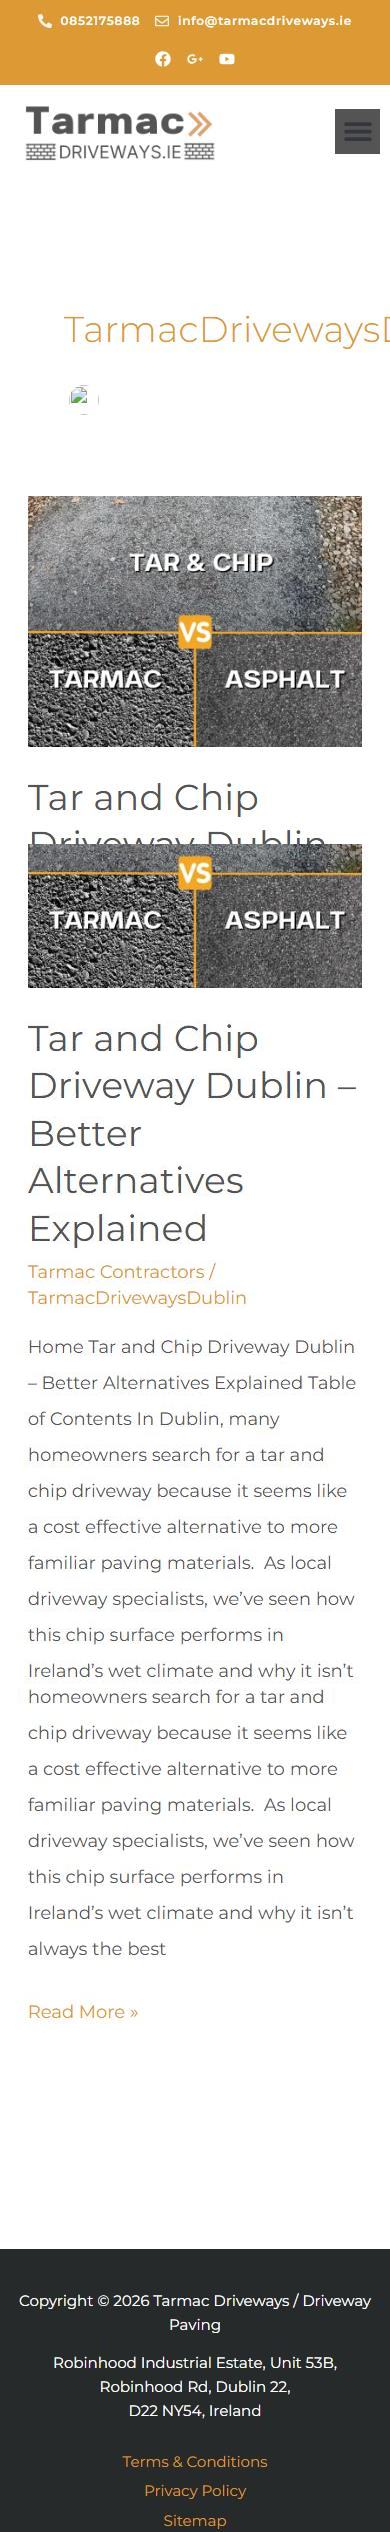 0852175888 info@tarmacdriveways.ie
Tarmac
DRIVEWAYS.IE
TarmacDriveways
TAR & CHIP
VS
TARMAC ASPHALT
Tar and Chip
Driveway Dublin
VS
TARMAC ASPHALT
Tar and Chip
Driveway Dublin –
Better
Alternatives
Explained
Tarmac Contractors /
TarmacDrivewaysDublin
Home Tar and Chip Driveway Dublin
– Better Alternatives Explained Table
of Contents In Dublin, many
homeowners search for a tar and
chip driveway because it seems like
a cost effective alternative to more
familiar paving materials.  As local
driveway specialists, we’ve seen how
this chip surface performs in
Ireland’s wet climate and why it isn’t
homeowners search for a tar and
chip driveway because it seems like
a cost effective alternative to more
familiar paving materials.  As local
driveway specialists, we’ve seen how
this chip surface performs in
Ireland’s wet climate and why it isn’t
always the best
Read More »
Copyright © 2026 Tarmac Driveways / Driveway
Paving
Robinhood Industrial Estate, Unit 53B,
Robinhood Rd, Dublin 22,
D22 NY54, Ireland
Terms & Conditions
Privacy Policy
Sitemap